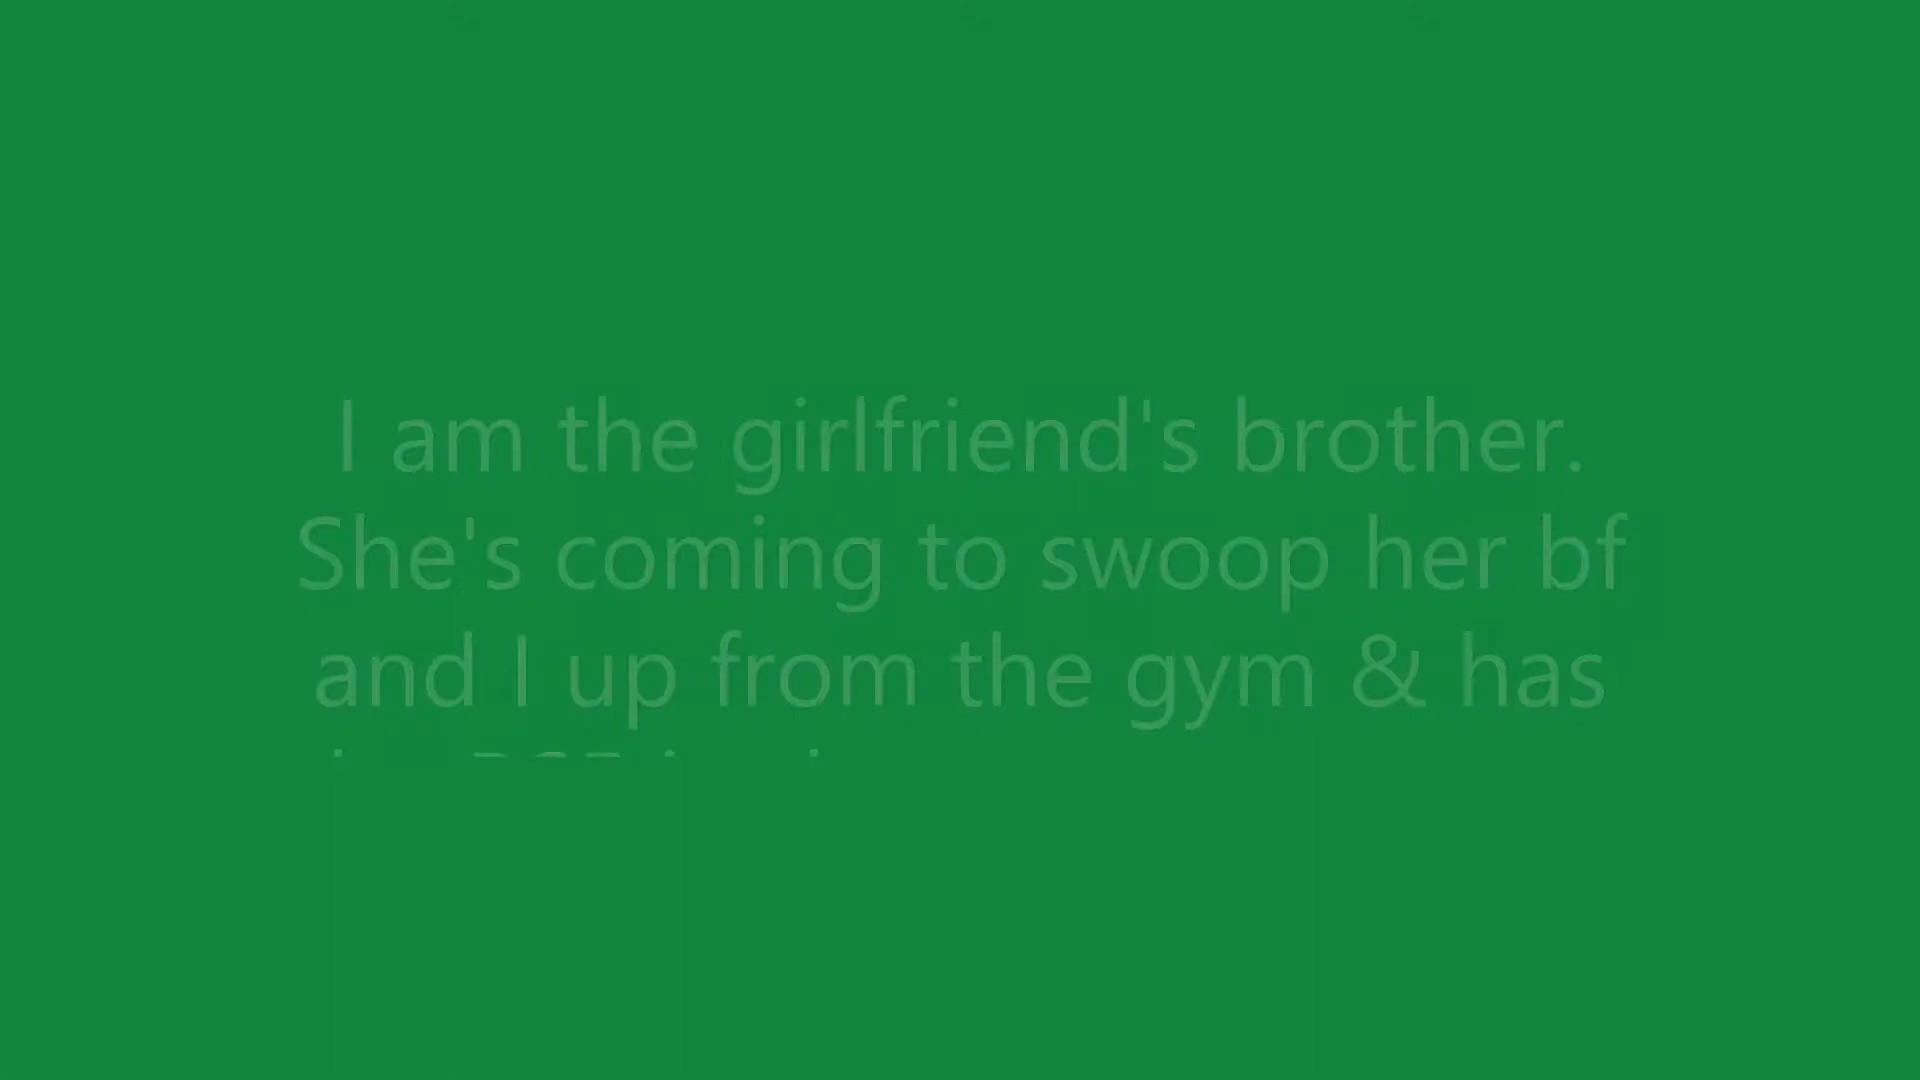 I am the girlfriend's brother.
She's coming to swoop her bf
and I up from the gym & has